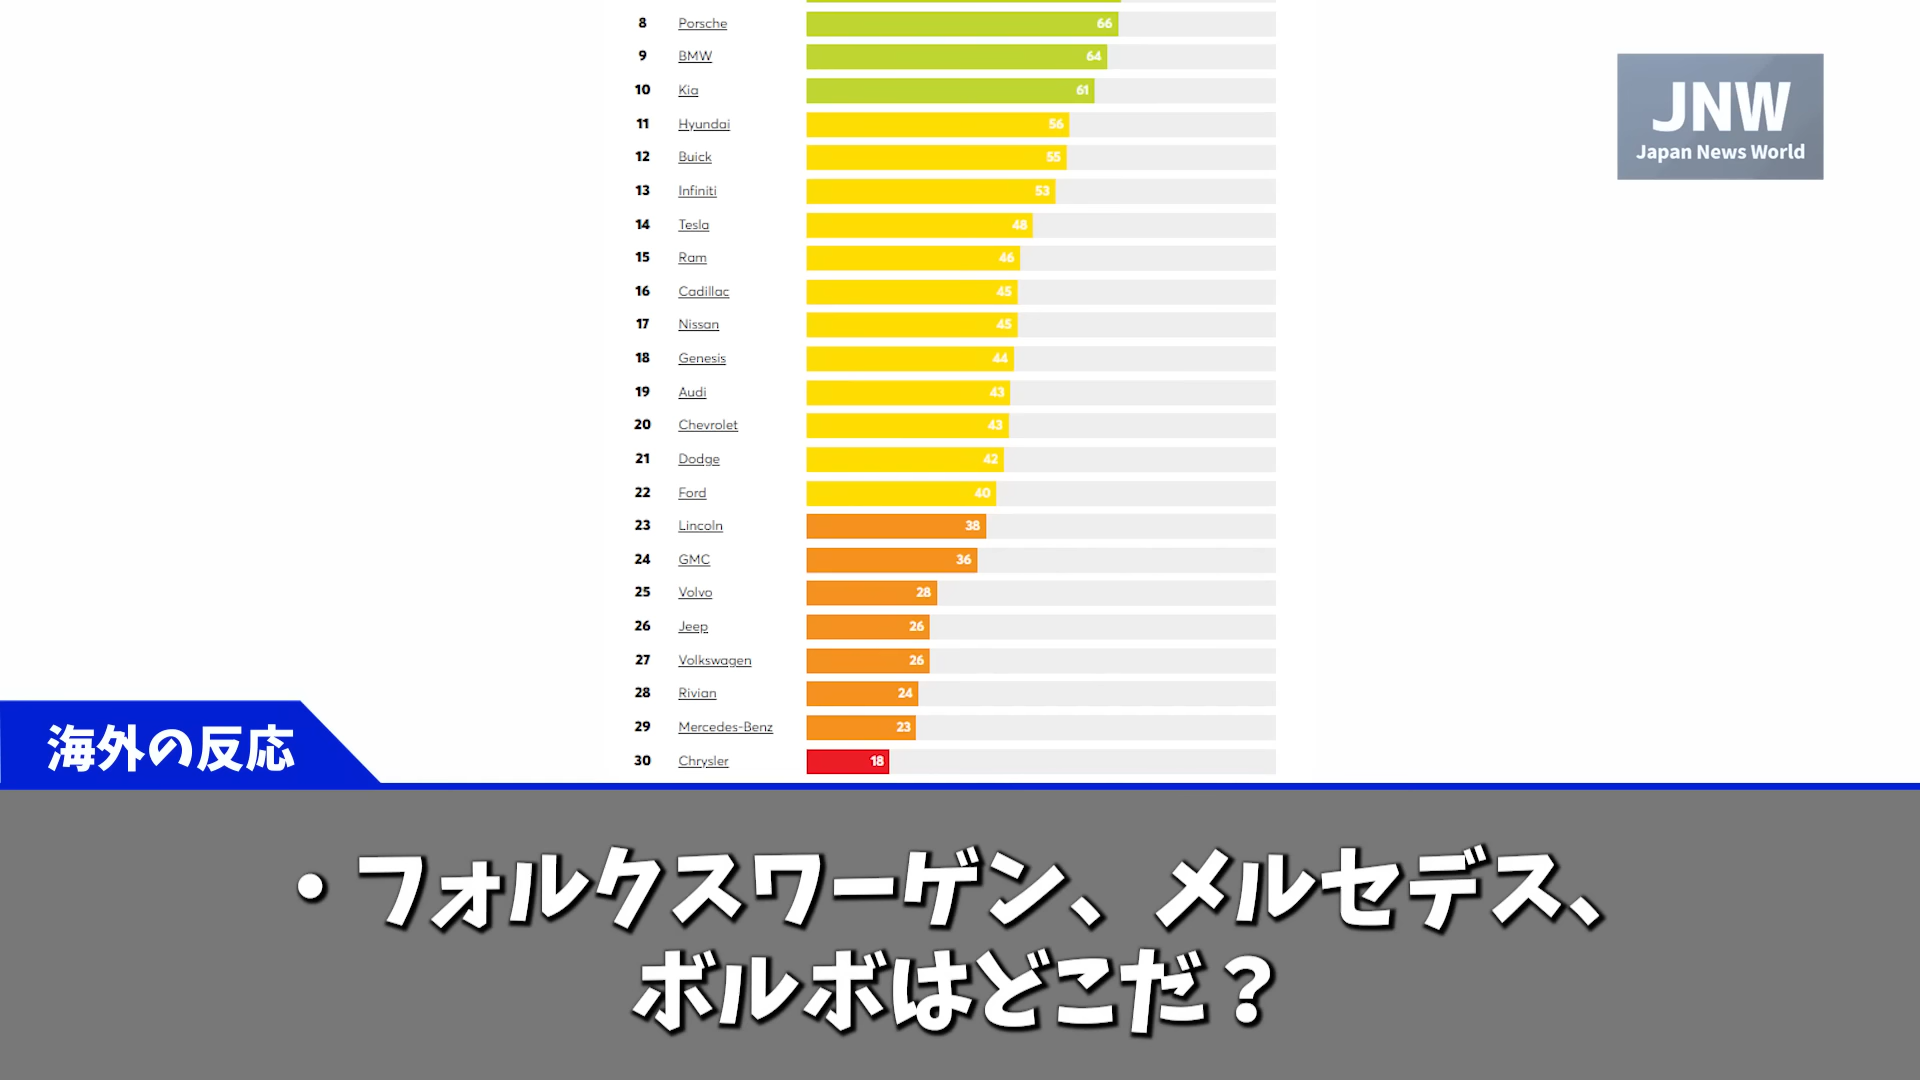 8 Porsche 66
9 BMW 64
10 Kia 61
11 Hyundai 56
12 Buick 55
13 Infiniti 53
14 Tesla 48
15 Ram 46
16 Cadillac 45
17 Nissan 45
18 Genesis 44
19 Audi 43
20 Chevrolet 43
21 Dodge 42
22 Ford 40
23 Lincoln 38
24 GMC 36
25 Volvo 28
26 Jeep 26
27 Volkswagen 26
28 Rivian 24
29 Mercedes-Benz 23
30 Chrysler 18
JNW
Japan News World
海外の反応
・フォルクスワーゲン、メルセデス、
ボルボはどこだ？